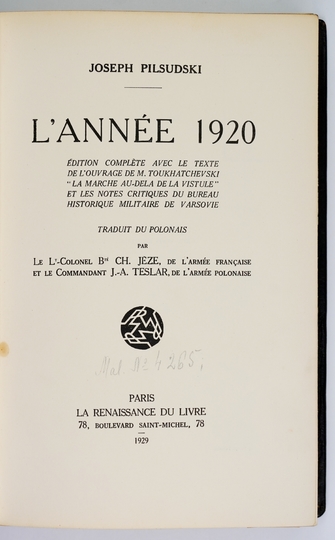 JOSEPH PILSUDSKI
L'ANNÉE 1920
ÉDITION COMPLÈTE AVEC LE TEXTE
DE L'OUVRAGE DE M. TOUKHATCHEVSKI
"LA MARCHE AU-DELA DE LA VISTULE"
ET LES NOTES CRITIQUES DU BUREAU
HISTORIQUE MILITAIRE DE VARSOVIE
TRADUIT DU POLONAIS
PAR
LE Lt-COLONEL Bté CH. JÈZE, DE L'ARMÉE FRANÇAISE
ET LE COMMANDANT J.-A. TESLAR, DE L'ARMÉE POLONAISE
265
PARIS
LA RENAISSANCE DU LIVRE
78, BOULEVARD SAINT-MICHEL, 78
1929